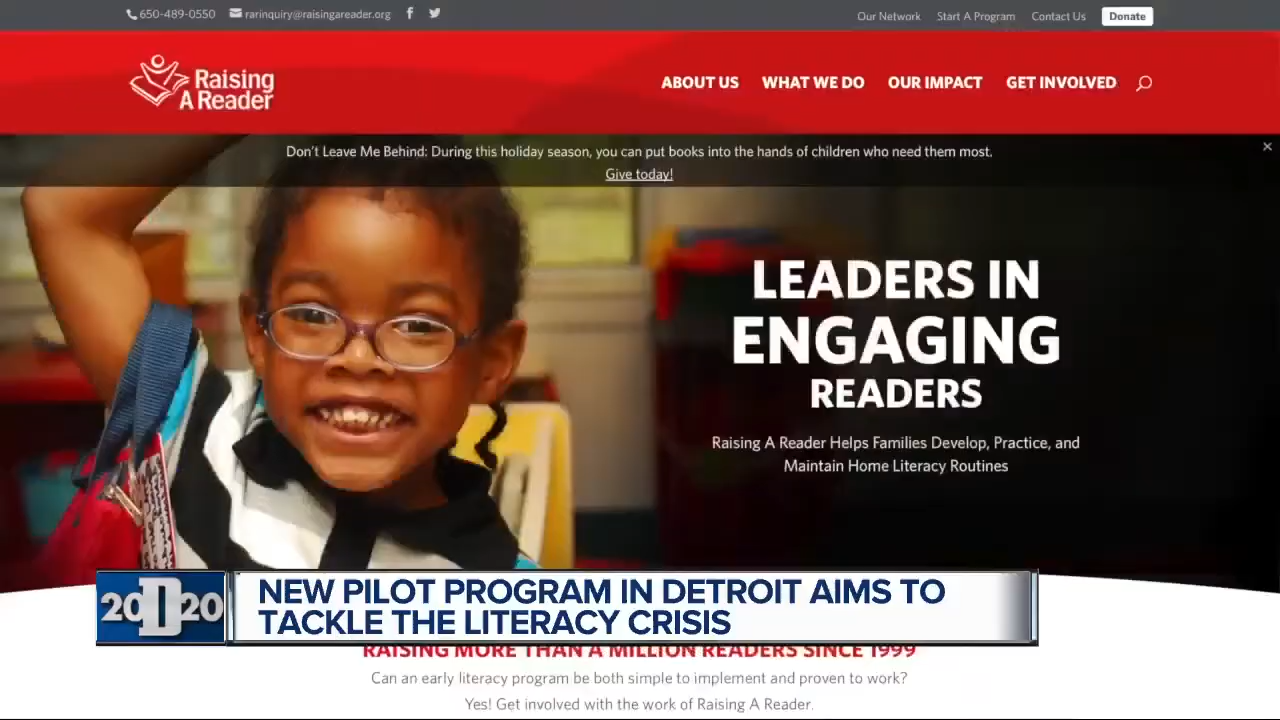 650-489-0550 rarinquiry@raisingareader.org Our Network Start A Program Contact Us Donate
Raising
A Reader
ABOUT US WHAT WE DO OUR IMPACT GET INVOLVED
Don't Leave Me Behind: During this holiday season, you can put books into the hands of children who need them most.
Give today!
LEADERS IN
ENGAGING
READERS
Raising A Reader Helps Families Develop, Practice, and
Maintain Home Literacy Routines
20 D 20
NEW PILOT PROGRAM IN DETROIT AIMS TO
TACKLE THE LITERACY CRISIS
RAISING MORE THAN A MILLION READERS SINCE 1999
Can an early literacy program be both simple to implement and proven to work?
Yes! Get involved with the work of Raising A Reader.